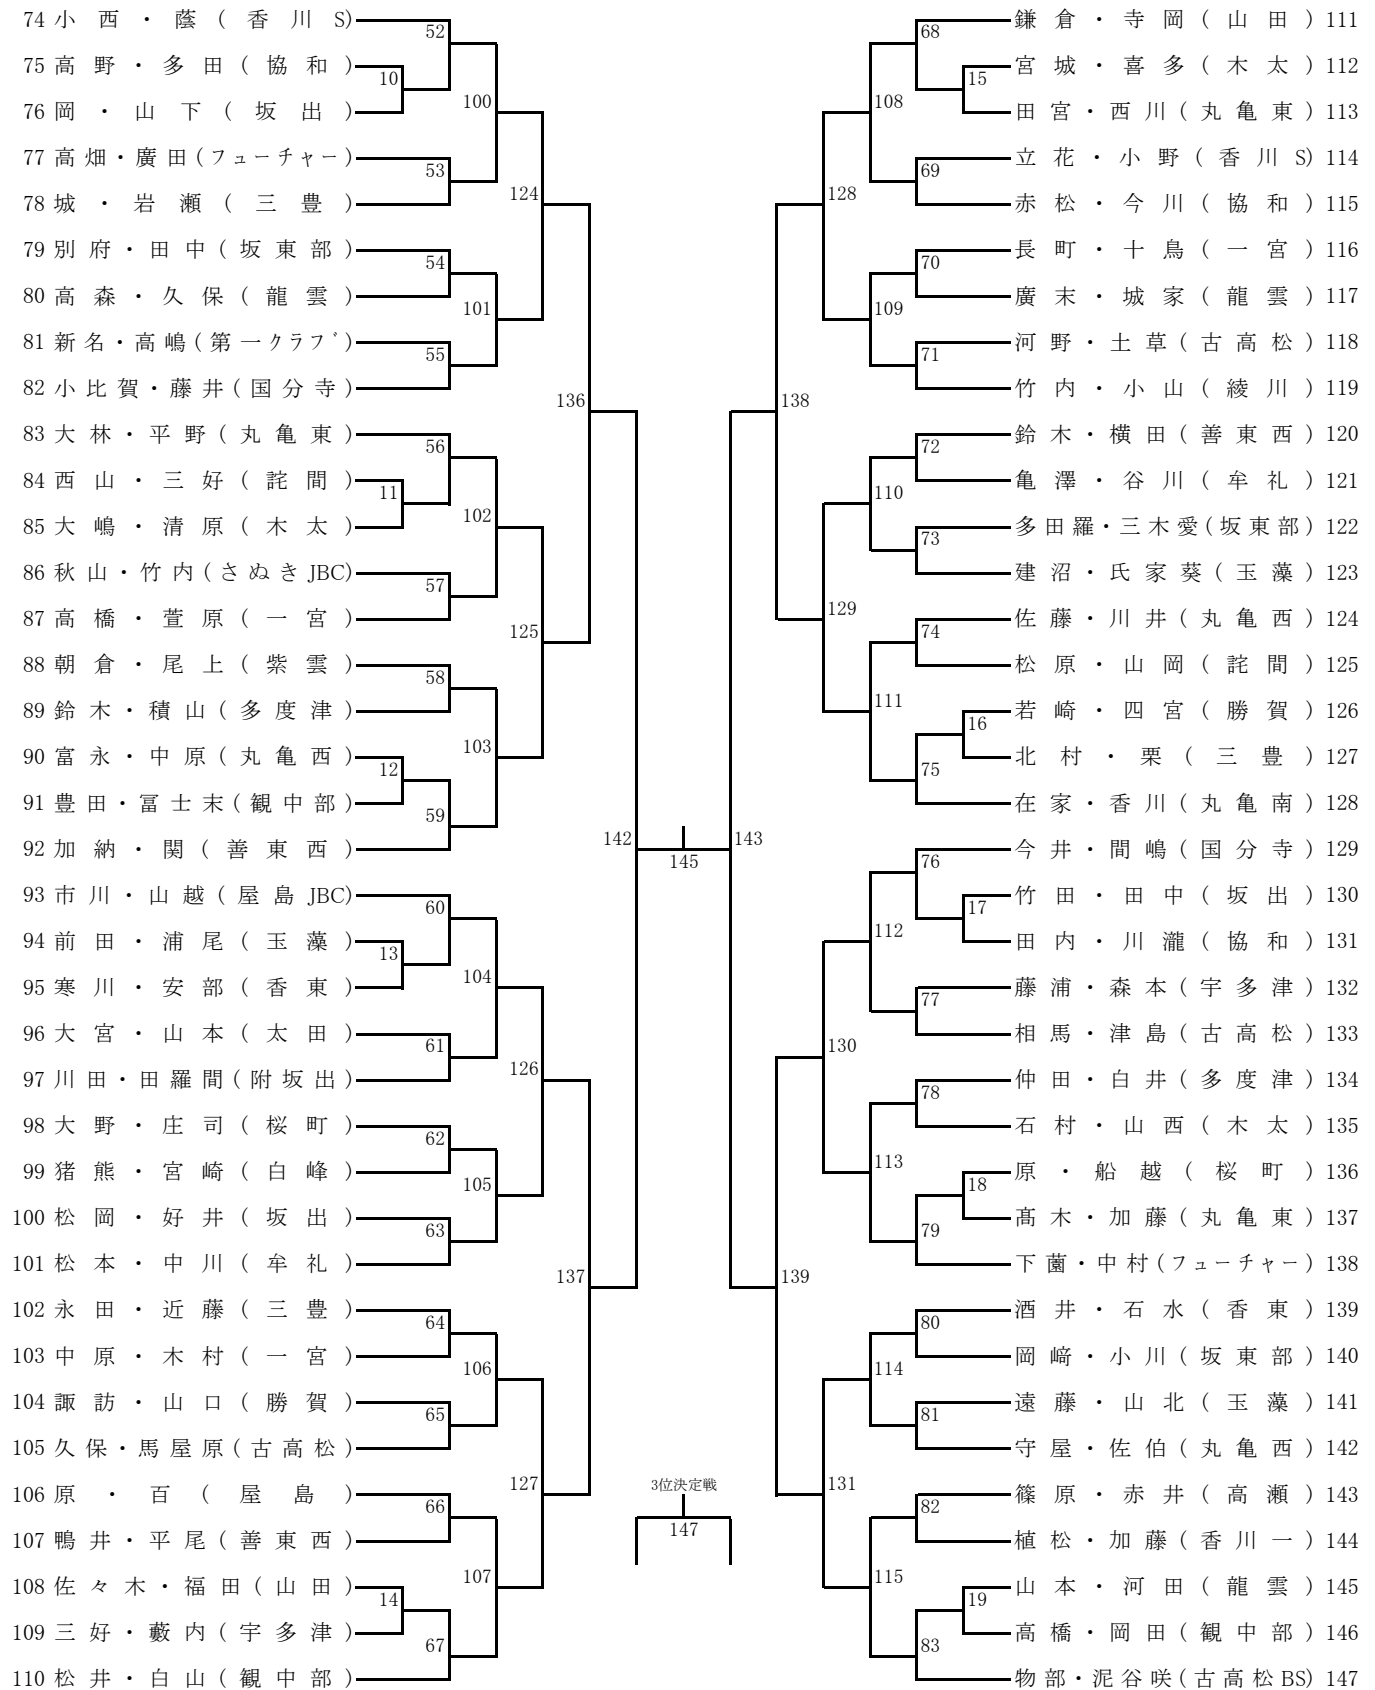 74 小西・蔭(香川S)
52
75 高野・多田(協和)
10
76 岡・山下(坂出)
100
77 高畑・廣田(フューチャー)
53
78 城・岩瀬(三豊)
124
79 別府・田中(坂東部)
54
80 高森・久保(龍雲)
101
81 新名・高嶋(第一クラブ)
55
82 小比賀・藤井(国分寺)
136
83 大林・平野(丸亀東)
56
84 西山・三好(詫間)
11
85 大嶋・清原(木太)
102
86 秋山・竹内(さぬきJBC)
57
87 高橋・萱原(一宮)
125
88 朝倉・尾上(紫雲)
58
89 鈴木・積山(多度津)
103
90 富永・中原(丸亀西)
12
91 豊田・冨士末(観中部)
59
92 加納・関(善東西)
142
93 市川・山越(屋島JBC)
60
94 前田・浦尾(玉藻)
13
95 寒川・安部(香東)
104
96 大宮・山本(太田)
61
97 川田・田羅間(附坂出)
126
98 大野・庄司(桜町)
62
99 猪熊・宮崎(白峰)
105
100 松岡・好井(坂出)
63
101 松本・中川(牟礼)
137
102 永田・近藤(三豊)
64
103 中原・木村(一宮)
106
104 諏訪・山口(勝賀)
65
105 久保・馬屋原(古高松)
127
106 原・百(屋島)
66
107 鴨井・平尾(善東西)
107
108 佐々木・福田(山田)
14
109 三好・藪内(宇多津)
67
110 松井・白山(観中部)
145
3位決定戦
147
鎌倉・寺岡(山田)111
68
宮城・喜多(木太)112
15
田宮・西川(丸亀東)113
108
立花・小野(香川S)114
69
赤松・今川(協和)115
128
長町・十鳥(一宮)116
70
廣末・城家(龍雲)117
109
河野・土草(古高松)118
71
竹内・小山(綾川)119
138
鈴木・横田(善東西)120
72
亀澤・谷川(牟礼)121
110
多田羅・三木愛(坂東部)122
73
建沼・氏家葵(玉藻)123
129
佐藤・川井(丸亀西)124
74
松原・山岡(詫間)125
111
若崎・四宮(勝賀)126
16
北村・栗(三豊)127
75
在家・香川(丸亀南)128
143
今井・間嶋(国分寺)129
76
竹田・田中(坂出)130
17
田内・川瀧(協和)131
112
藤浦・森本(宇多津)132
77
相馬・津島(古高松)133
130
仲田・白井(多度津)134
78
石村・山西(木太)135
113
原・船越(桜町)136
18
髙木・加藤(丸亀東)137
79
下薗・中村(フューチャー)138
139
酒井・石水(香東)139
80
岡﨑・小川(坂東部)140
114
遠藤・山北(玉藻)141
81
守屋・佐伯(丸亀西)142
131
篠原・赤井(高瀬)143
82
植松・加藤(香川一)144
115
山本・河田(龍雲)145
19
高橋・岡田(観中部)146
83
物部・泥谷咲(古高松BS)147